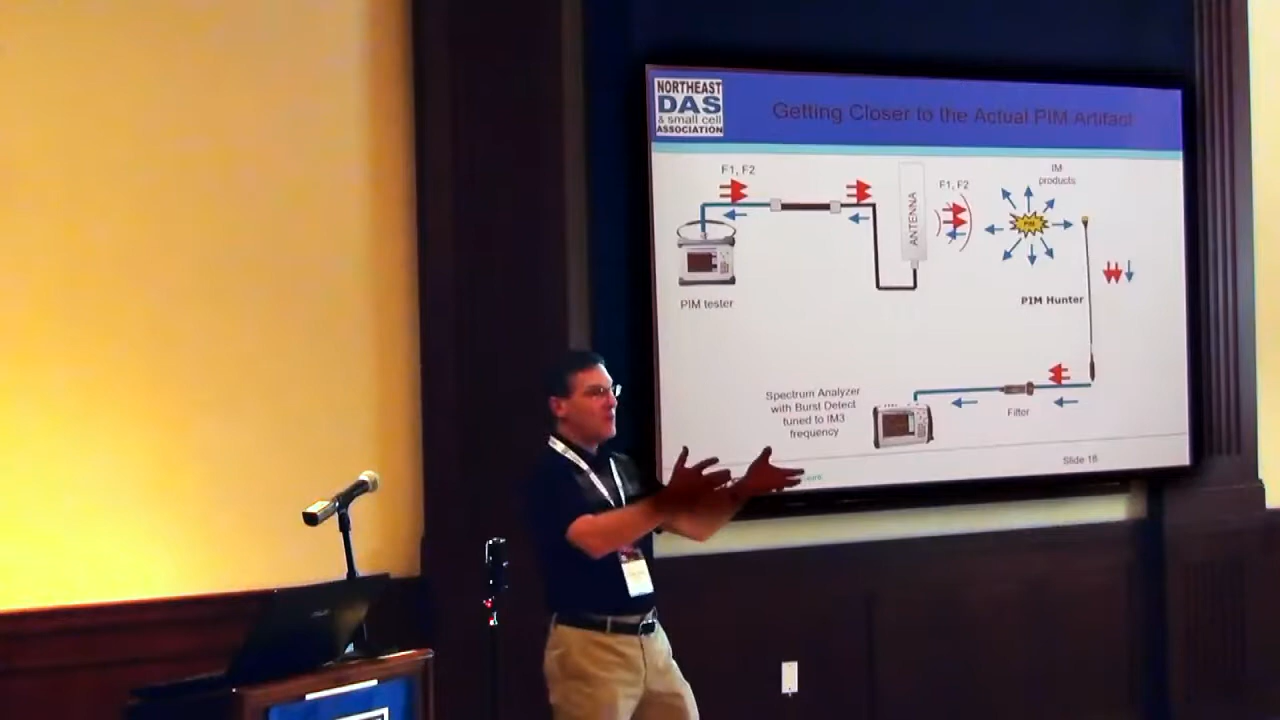 NORTHEAST
DAS
& small cell
ASSOCIATION
Getting Closer to the Actual PIM Artifact
F1, F2
ANTENNA
F1, F2
IM
products
PIM
PIM tester
PIM Hunter
Spectrum Analyzer
with Burst Detect
tuned to IM3
frequency
Filter
Slide 18